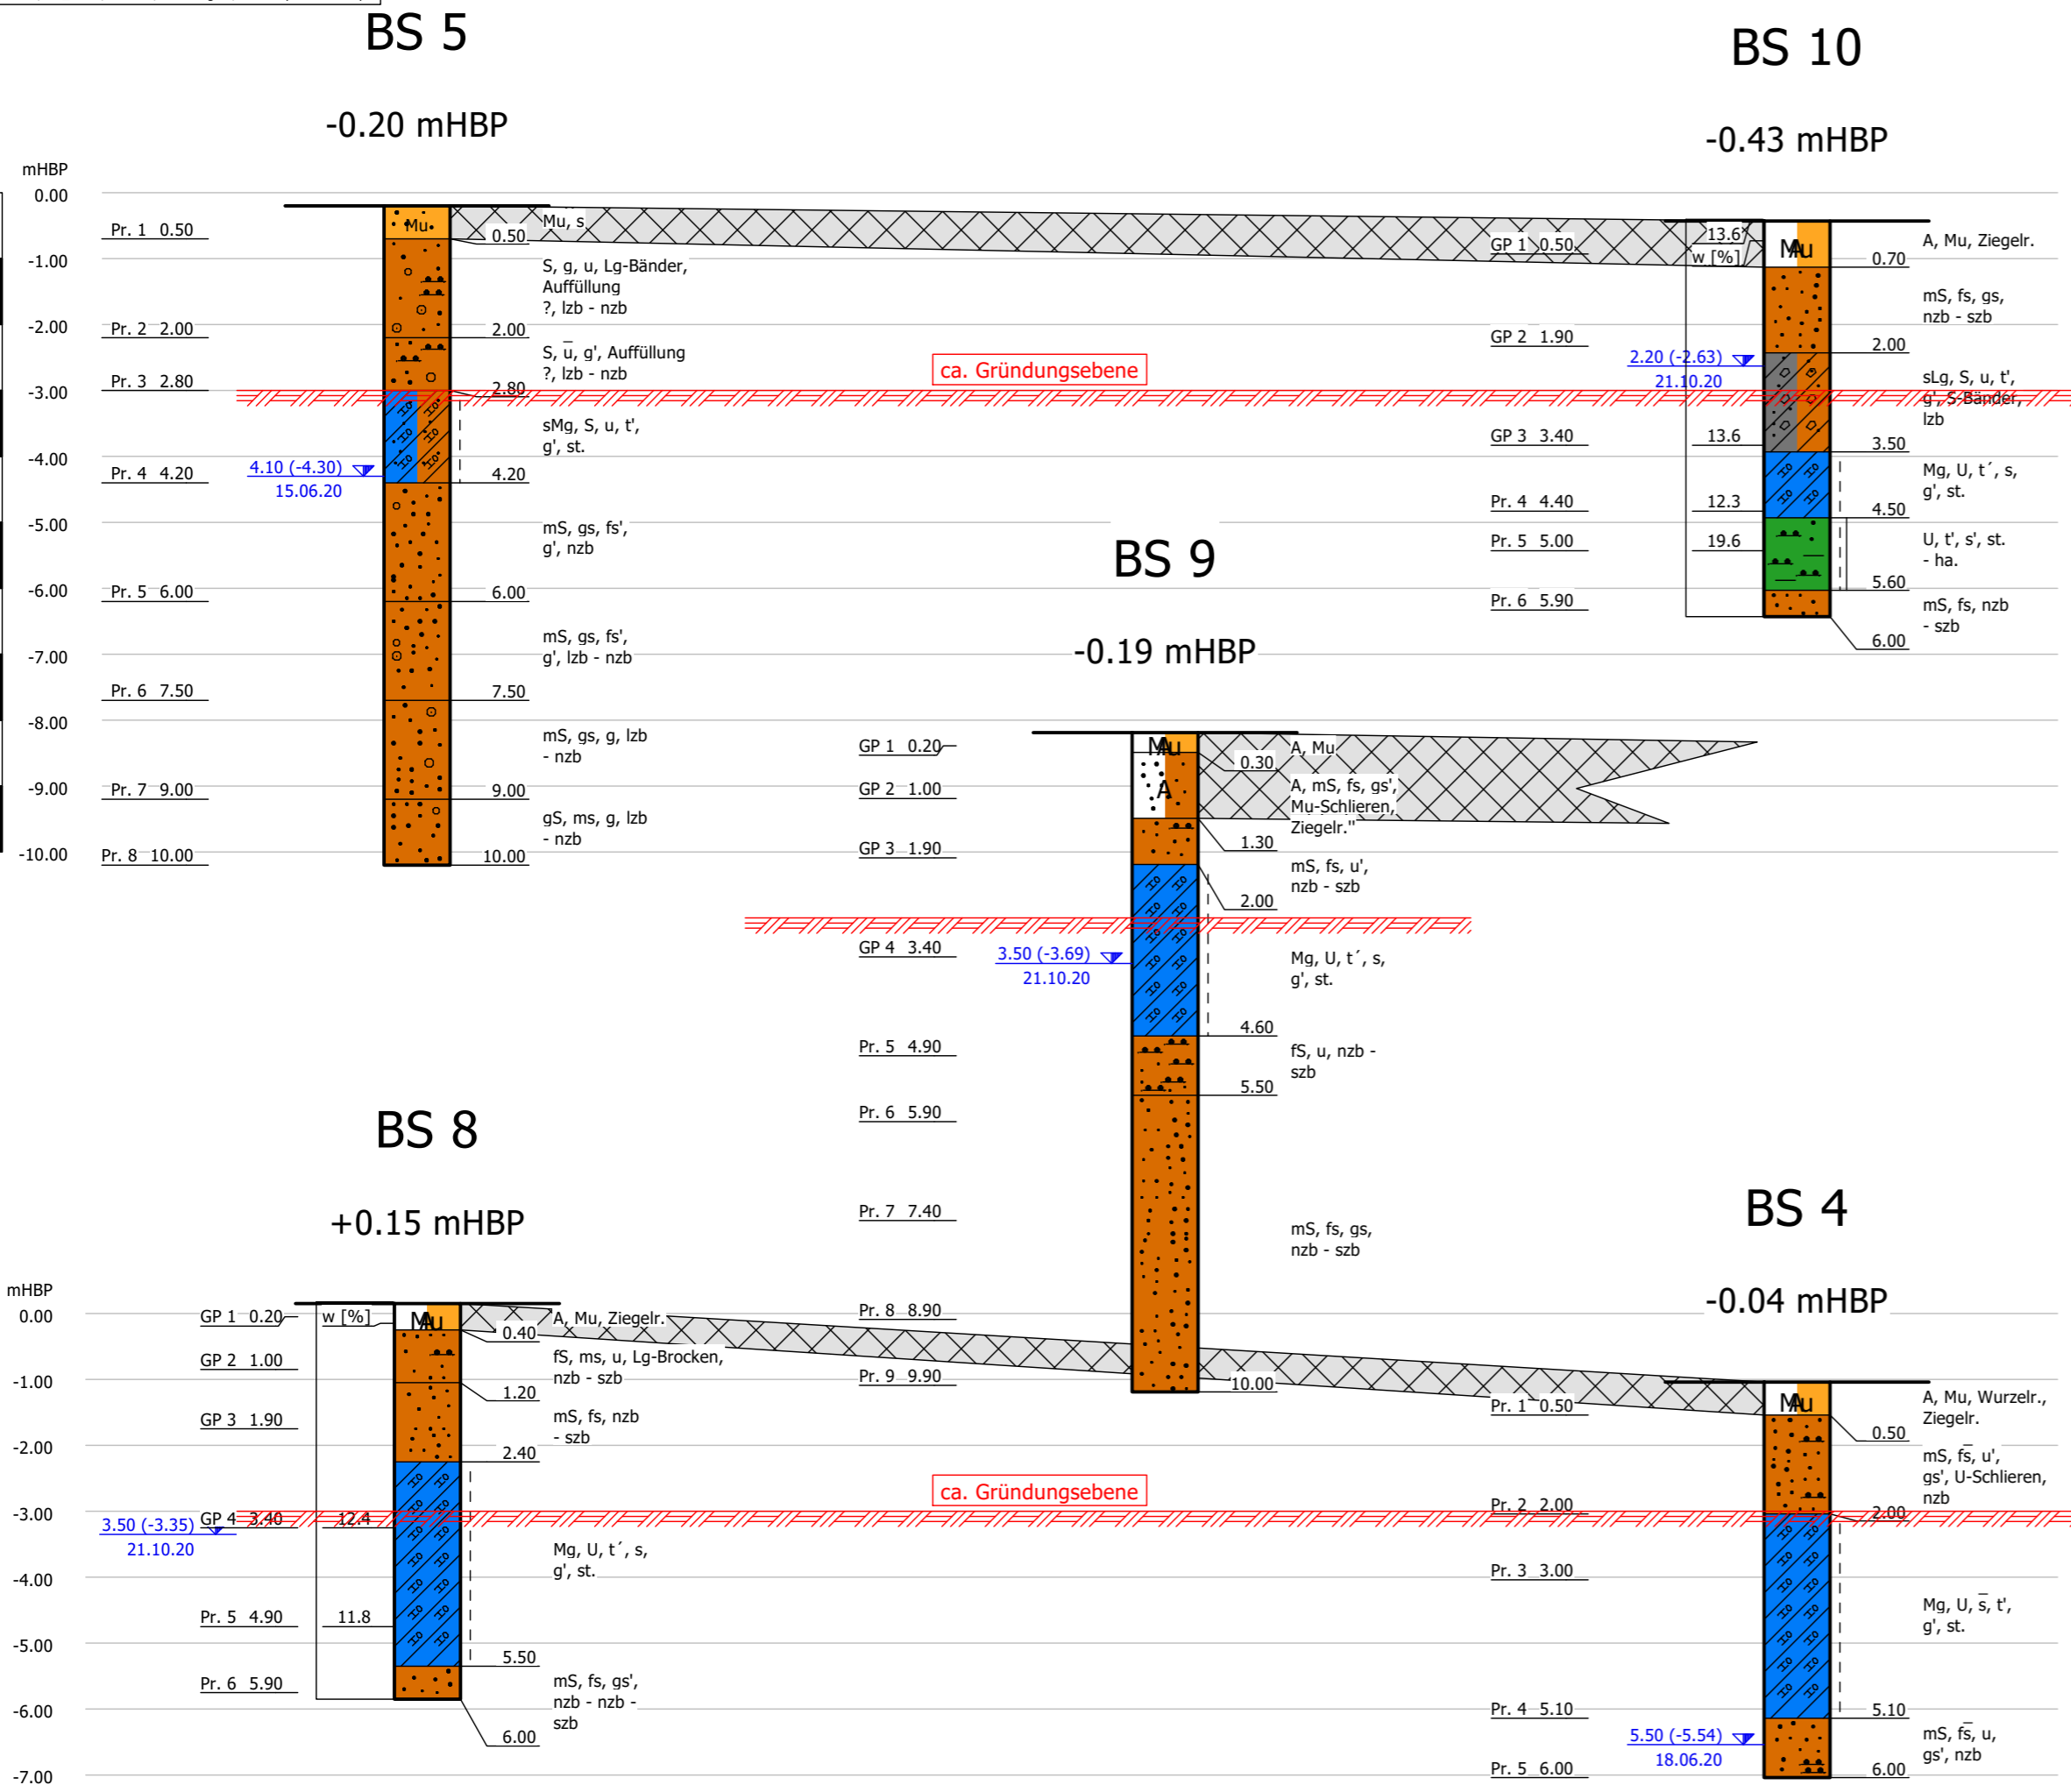 BS 5
-0.20 mHBP
mHBP
0.00
-1.00
-2.00
-3.00
-4.00
-5.00
-6.00
-7.00
-8.00
-9.00
-10.00
Pr. 1 0.50
Pr. 2 2.00
Pr. 3 2.80
Pr. 4 4.20
Pr. 5 6.00
Pr. 6 7.50
Pr. 7 9.00
Pr. 8 10.00
4.10 (-4.30)
15.06.20
Mu
0.50
2.00
2.80
4.20
6.00
7.50
9.00
10.00
Mu, s
S, g, u, Lg-Bänder,
Auffüllung
?, lzb - nzb
S, u̅, g', Auffüllung
?, lzb - nzb
sMg, S, u, t',
g', st.
mS, gs, fs',
g', nzb
mS, gs, fs',
g', lzb - nzb
mS, gs, g, lzb
- nzb
gS, ms, g, lzb
- nzb
ca. Gründungsebene
BS 10
-0.43 mHBP
GP 1 0.50
GP 2 1.90
GP 3 3.40
Pr. 4 4.40
Pr. 5 5.00
Pr. 6 5.90
2.20 (-2.63)
21.10.20
13.6
w [%]
13.6
12.3
19.6
Mu
A
0.70
2.00
3.50
4.50
5.60
6.00
A, Mu, Ziegelr.
mS, fs, gs,
nzb - szb
sLg, S, u, t',
g', S-Bänder,
lzb
Mg, U, t´, s,
g', st.
U, t', s', st.
- ha.
mS, fs, nzb
- szb
BS 9
-0.19 mHBP
GP 1 0.20
GP 2 1.00
GP 3 1.90
GP 4 3.40
Pr. 5 4.90
Pr. 6 5.90
Pr. 7 7.40
Pr. 8 8.90
Pr. 9 9.90
3.50 (-3.69)
21.10.20
Mu
A
A
0.30
1.30
2.00
4.60
5.50
10.00
A, Mu
A, mS, fs, gs',
Mu-Schlieren,
Ziegelr."
mS, fs, u',
nzb - szb
Mg, U, t´, s,
g', st.
fS, u, nzb -
szb
mS, fs, gs,
nzb - szb
BS 8
+0.15 mHBP
mHBP
0.00
-1.00
-2.00
-3.00
-4.00
-5.00
-6.00
-7.00
GP 1 0.20
GP 2 1.00
GP 3 1.90
GP 4 3.40
Pr. 5 4.90
Pr. 6 5.90
3.50 (-3.35)
21.10.20
w [%]
12.4
11.8
Mu
A
0.40
1.20
2.40
5.50
6.00
A, Mu, Ziegelr.
fS, ms, u, Lg-Brocken,
nzb - szb
mS, fs, nzb
- szb
Mg, U, t´, s,
g', st.
mS, fs, gs',
nzb - nzb -
szb
ca. Gründungsebene
BS 4
-0.04 mHBP
Pr. 1 0.50
Pr. 2 2.00
Pr. 3 3.00
Pr. 4 5.10
Pr. 5 6.00
5.50 (-5.54)
18.06.20
Mu
A
0.50
2.00
5.10
6.00
A, Mu, Wurzelr.,
Ziegelr.
mS, fs̅, u',
gs', U-Schlieren,
nzb
Mg, U, s̅, t',
g', st.
mS, fs̅, u,
gs', nzb